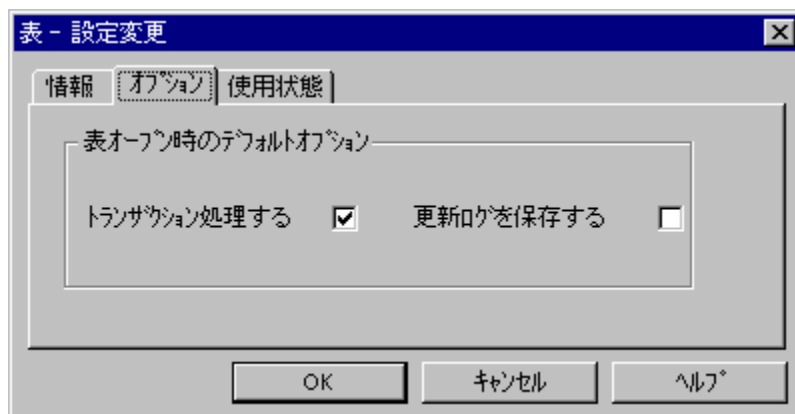 表 - 設定変更
情報 オプション 使用状態
表オープン時のデフォルトオプション
トランザクション処理する 更新ログを保存する
OK キャンセル ヘルプ